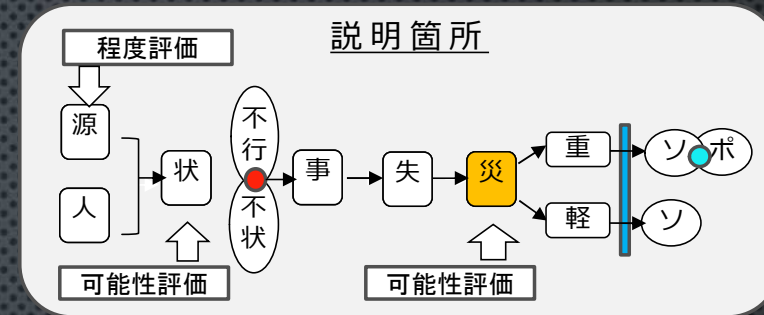 説明箇所
程度評価
源
人
状
不
行
不
状
事
失
災
重
軽
ソ
ポ
ソ
可能性評価
可能性評価